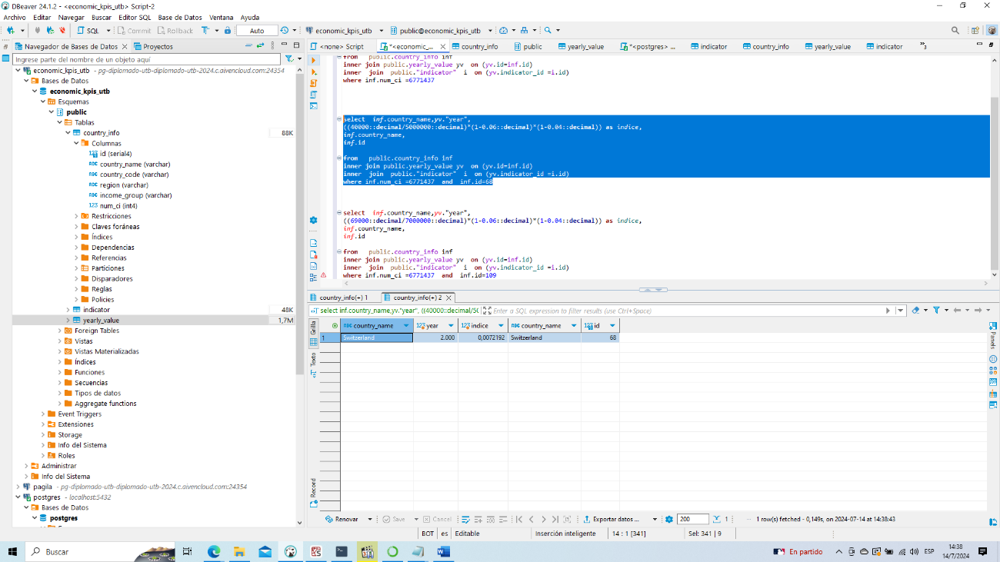 DBeaver 24.1.2 - <economic_kpis_utb> Script-2
Archivo Editar Navegar Buscar Editor SQL Base de Datos Ventana Ayuda
SQL Commit Rollback Auto economic_kpis_utb public@economic_kpis_utb
Navegador de Bases de Datos Proyectos
<none> Script *<economic_... country_info public yearly_value *<postgres> ... indicator country_info yearly_value indicator »3
Ingrese parte del nombre de un objeto aquí
economic_kpis_utb - pg-diplomado-utb-diplomado-utb-2024.c.aivencloud.com:24354
Bases de Datos
economic_kpis_utb
Esquemas
public
Tablas
country_info 88K
Columnas
id (serial4)
country_name (varchar)
country_code (varchar)
region (varchar)
income_group (varchar)
num_ci (int4)
Restricciones
Claves foráneas
Índices
Dependencias
Referencias
Particiones
Disparadores
Reglas
Policies
indicator 48K
yearly_value 1,7M
Foreign Tables
Vistas
Vistas Materializadas
Índices
Funciones
Secuencias
Tipos de datos
Aggregate functions
Event Triggers
Extensiones
Storage
Info del Sistema
Roles
Administrar
Info del Sistema
pagila - pg-diplomado-utb-diplomado-utb-2024.c.aivencloud.com:24354
postgres - localhost:5432
Bases de Datos
postgres
from public.country_info inf
inner join public.yearly_value yv on (yv.id=inf.id)
inner join public."indicator" i on (yv.indicator_id =i.id)
where inf.num_ci =6771437
select inf.country_name,yv."year",
((40000::decimal/5000000::decimal)*(1-0.06::decimal)*(1-0.04::decimal)) as indice,
inf.country_name,
inf.id
from public.country_info inf
inner join public.yearly_value yv on (yv.id=inf.id)
inner join public."indicator" i on (yv.indicator_id =i.id)
where inf.num_ci =6771437 and inf.id=68
select inf.country_name,yv."year",
((69000::decimal/7000000::decimal)*(1-0.06::decimal)*(1-0.04::decimal)) as indice,
inf.country_name,
inf.id
from public.country_info inf
inner join public.yearly_value yv on (yv.id=inf.id)
inner join public."indicator" i on (yv.indicator_id =i.id)
where inf.num_ci =6771437 and inf.id=109
country_info(+) 1 country_info(+) 2
select inf.country_name,yv."year", ((40000::decimal/50 Enter a SQL expression to filter results (use Ctrl+Space)
Grilla
Texto
Record
Panels
country_name year indice country_name id
1 Switzerland 2.000 0,0072192 Switzerland 68
Renovar Save Cancel Exportar datos ... 200 1 1 row(s) fetched - 0,149s, on 2024-07-14 at 14:38:43
BOT es Editable Inserción inteligente 14 : 1 [341] Sel: 341 | 9
Buscar En partido ESP 14:38
14/7/2024